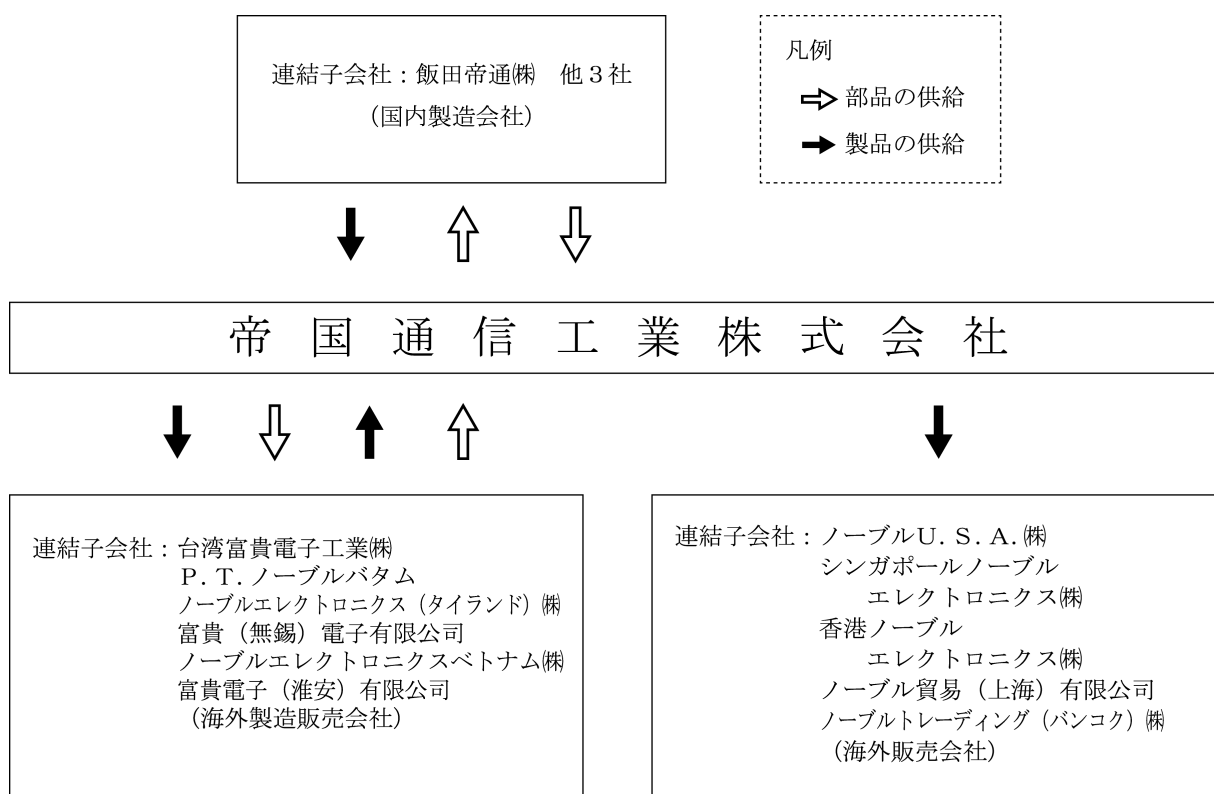 連結子会社：飯田帝通㈱　他３社
（国内製造会社）
凡例
部品の供給
製品の供給
帝国通信工業株式会社
連結子会社：台湾富貴電子工業㈱
Ｐ．Ｔ．ノーブルバタム
ノーブルエレクトロニクス（タイランド）㈱
富貴（無錫）電子有限公司
ノーブルエレクトロニクスベトナム㈱
富貴電子（淮安）有限公司
（海外製造販売会社）
連結子会社：ノーブルＵ．Ｓ．Ａ．㈱
シンガポールノーブル
エレクトロニクス㈱
香港ノーブル
エレクトロニクス㈱
ノーブル貿易（上海）有限公司
ノーブルトレーディング（バンコク）㈱
（海外販売会社）